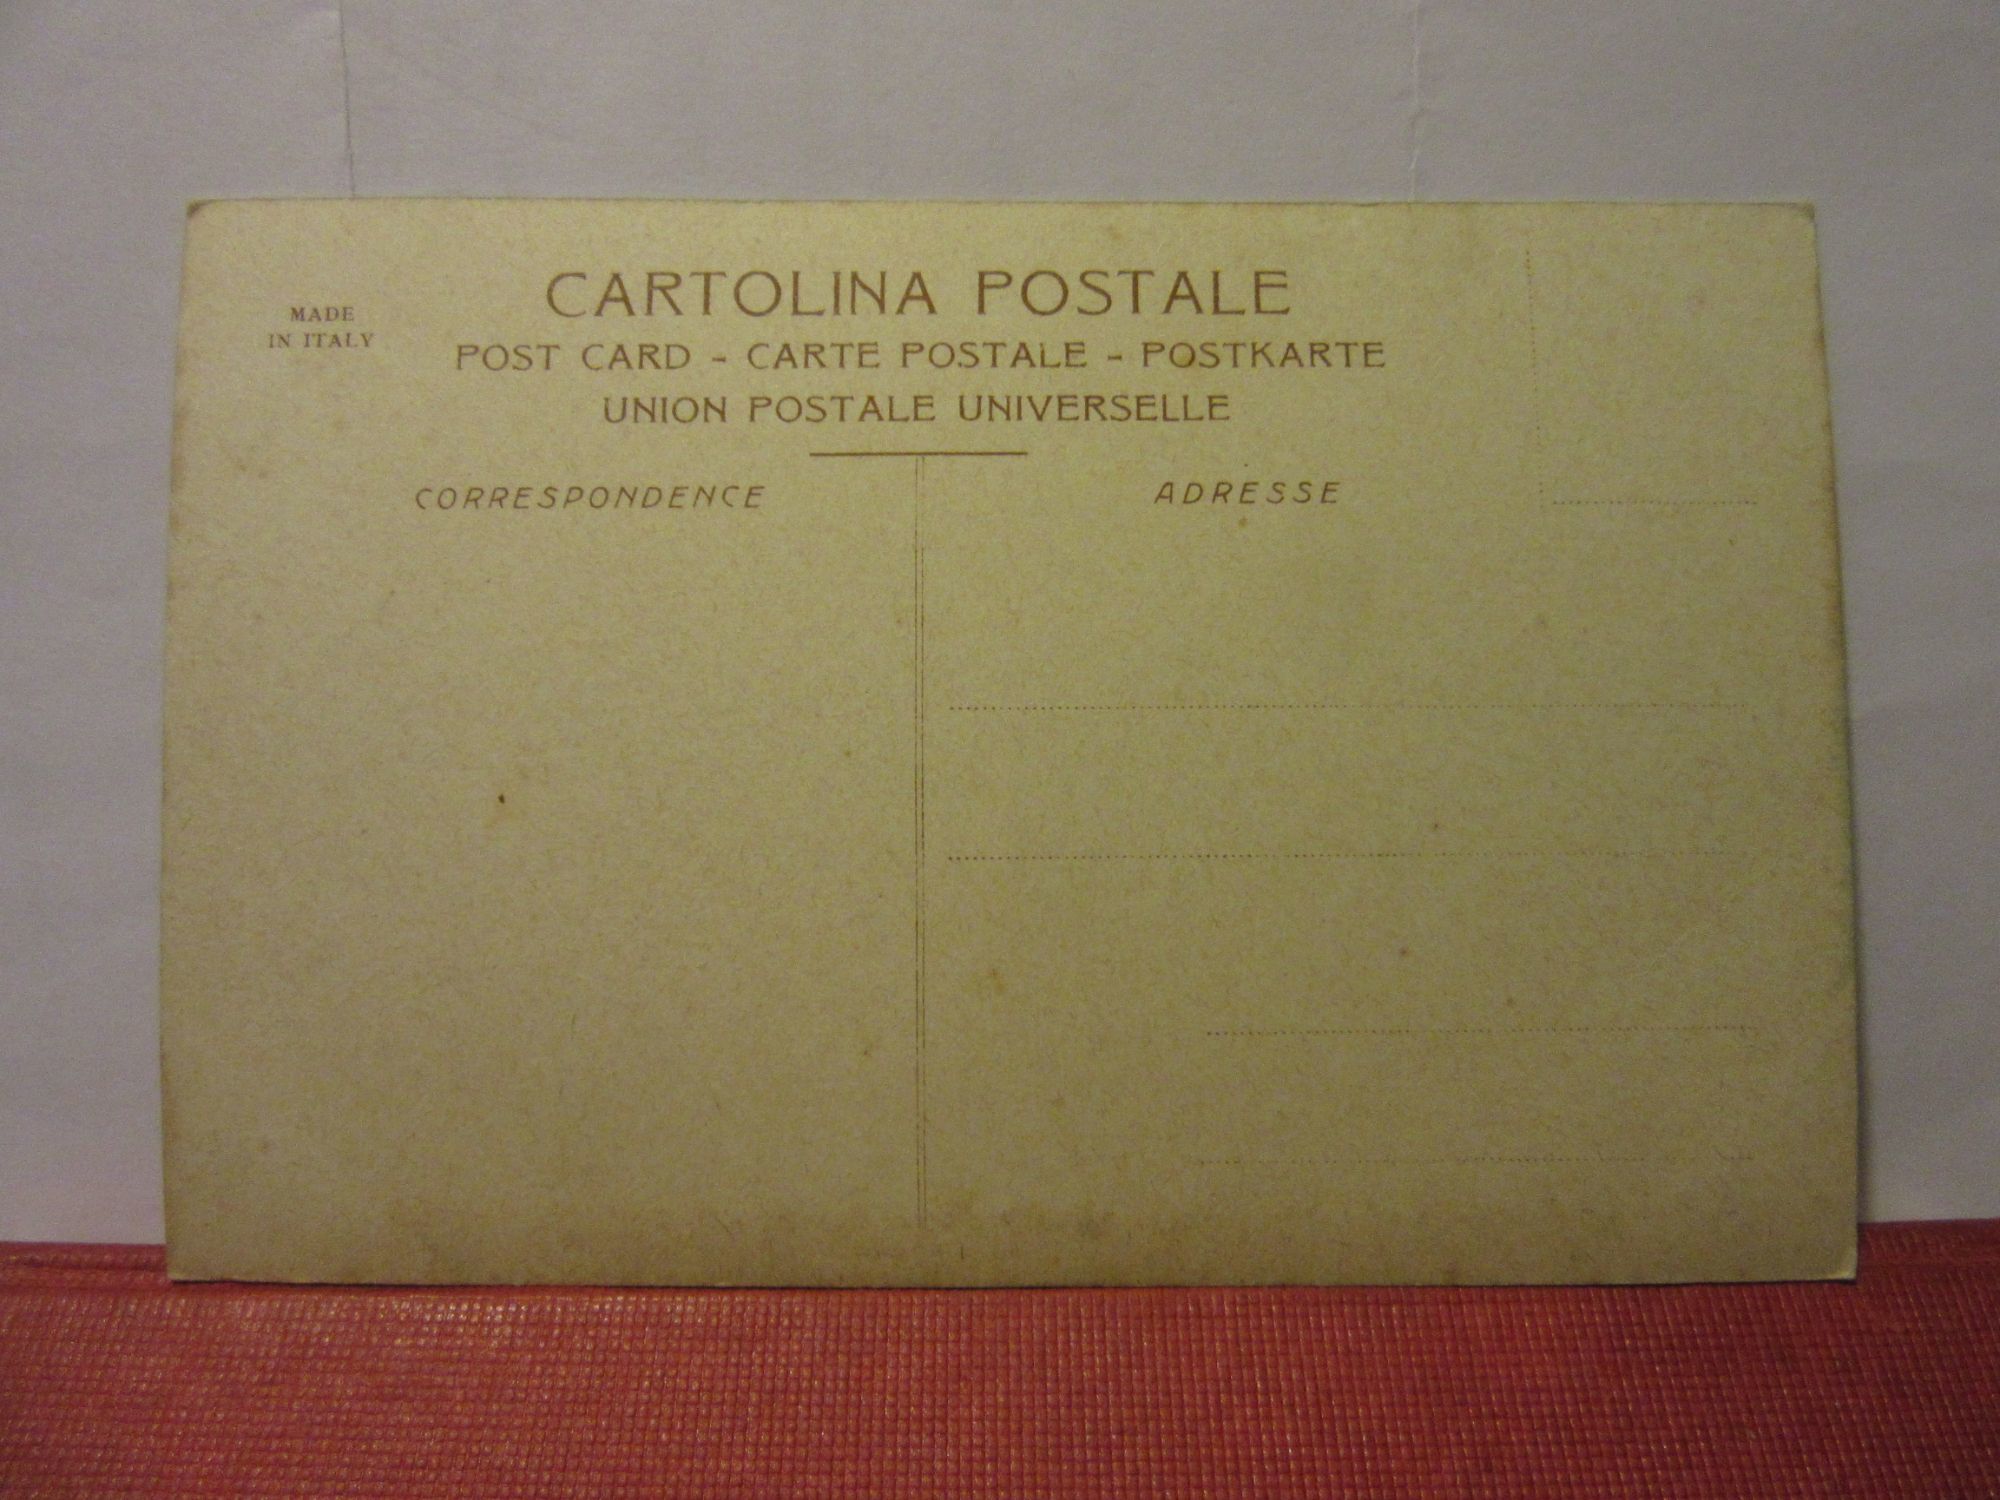 CARTOLINA POSTALE
MADE
IN ITALY
POST CARD - CARTE POSTALE - POSTKARTE
UNION POSTALE UNIVERSELLE
CORRESPONDENCE
ADRESSE